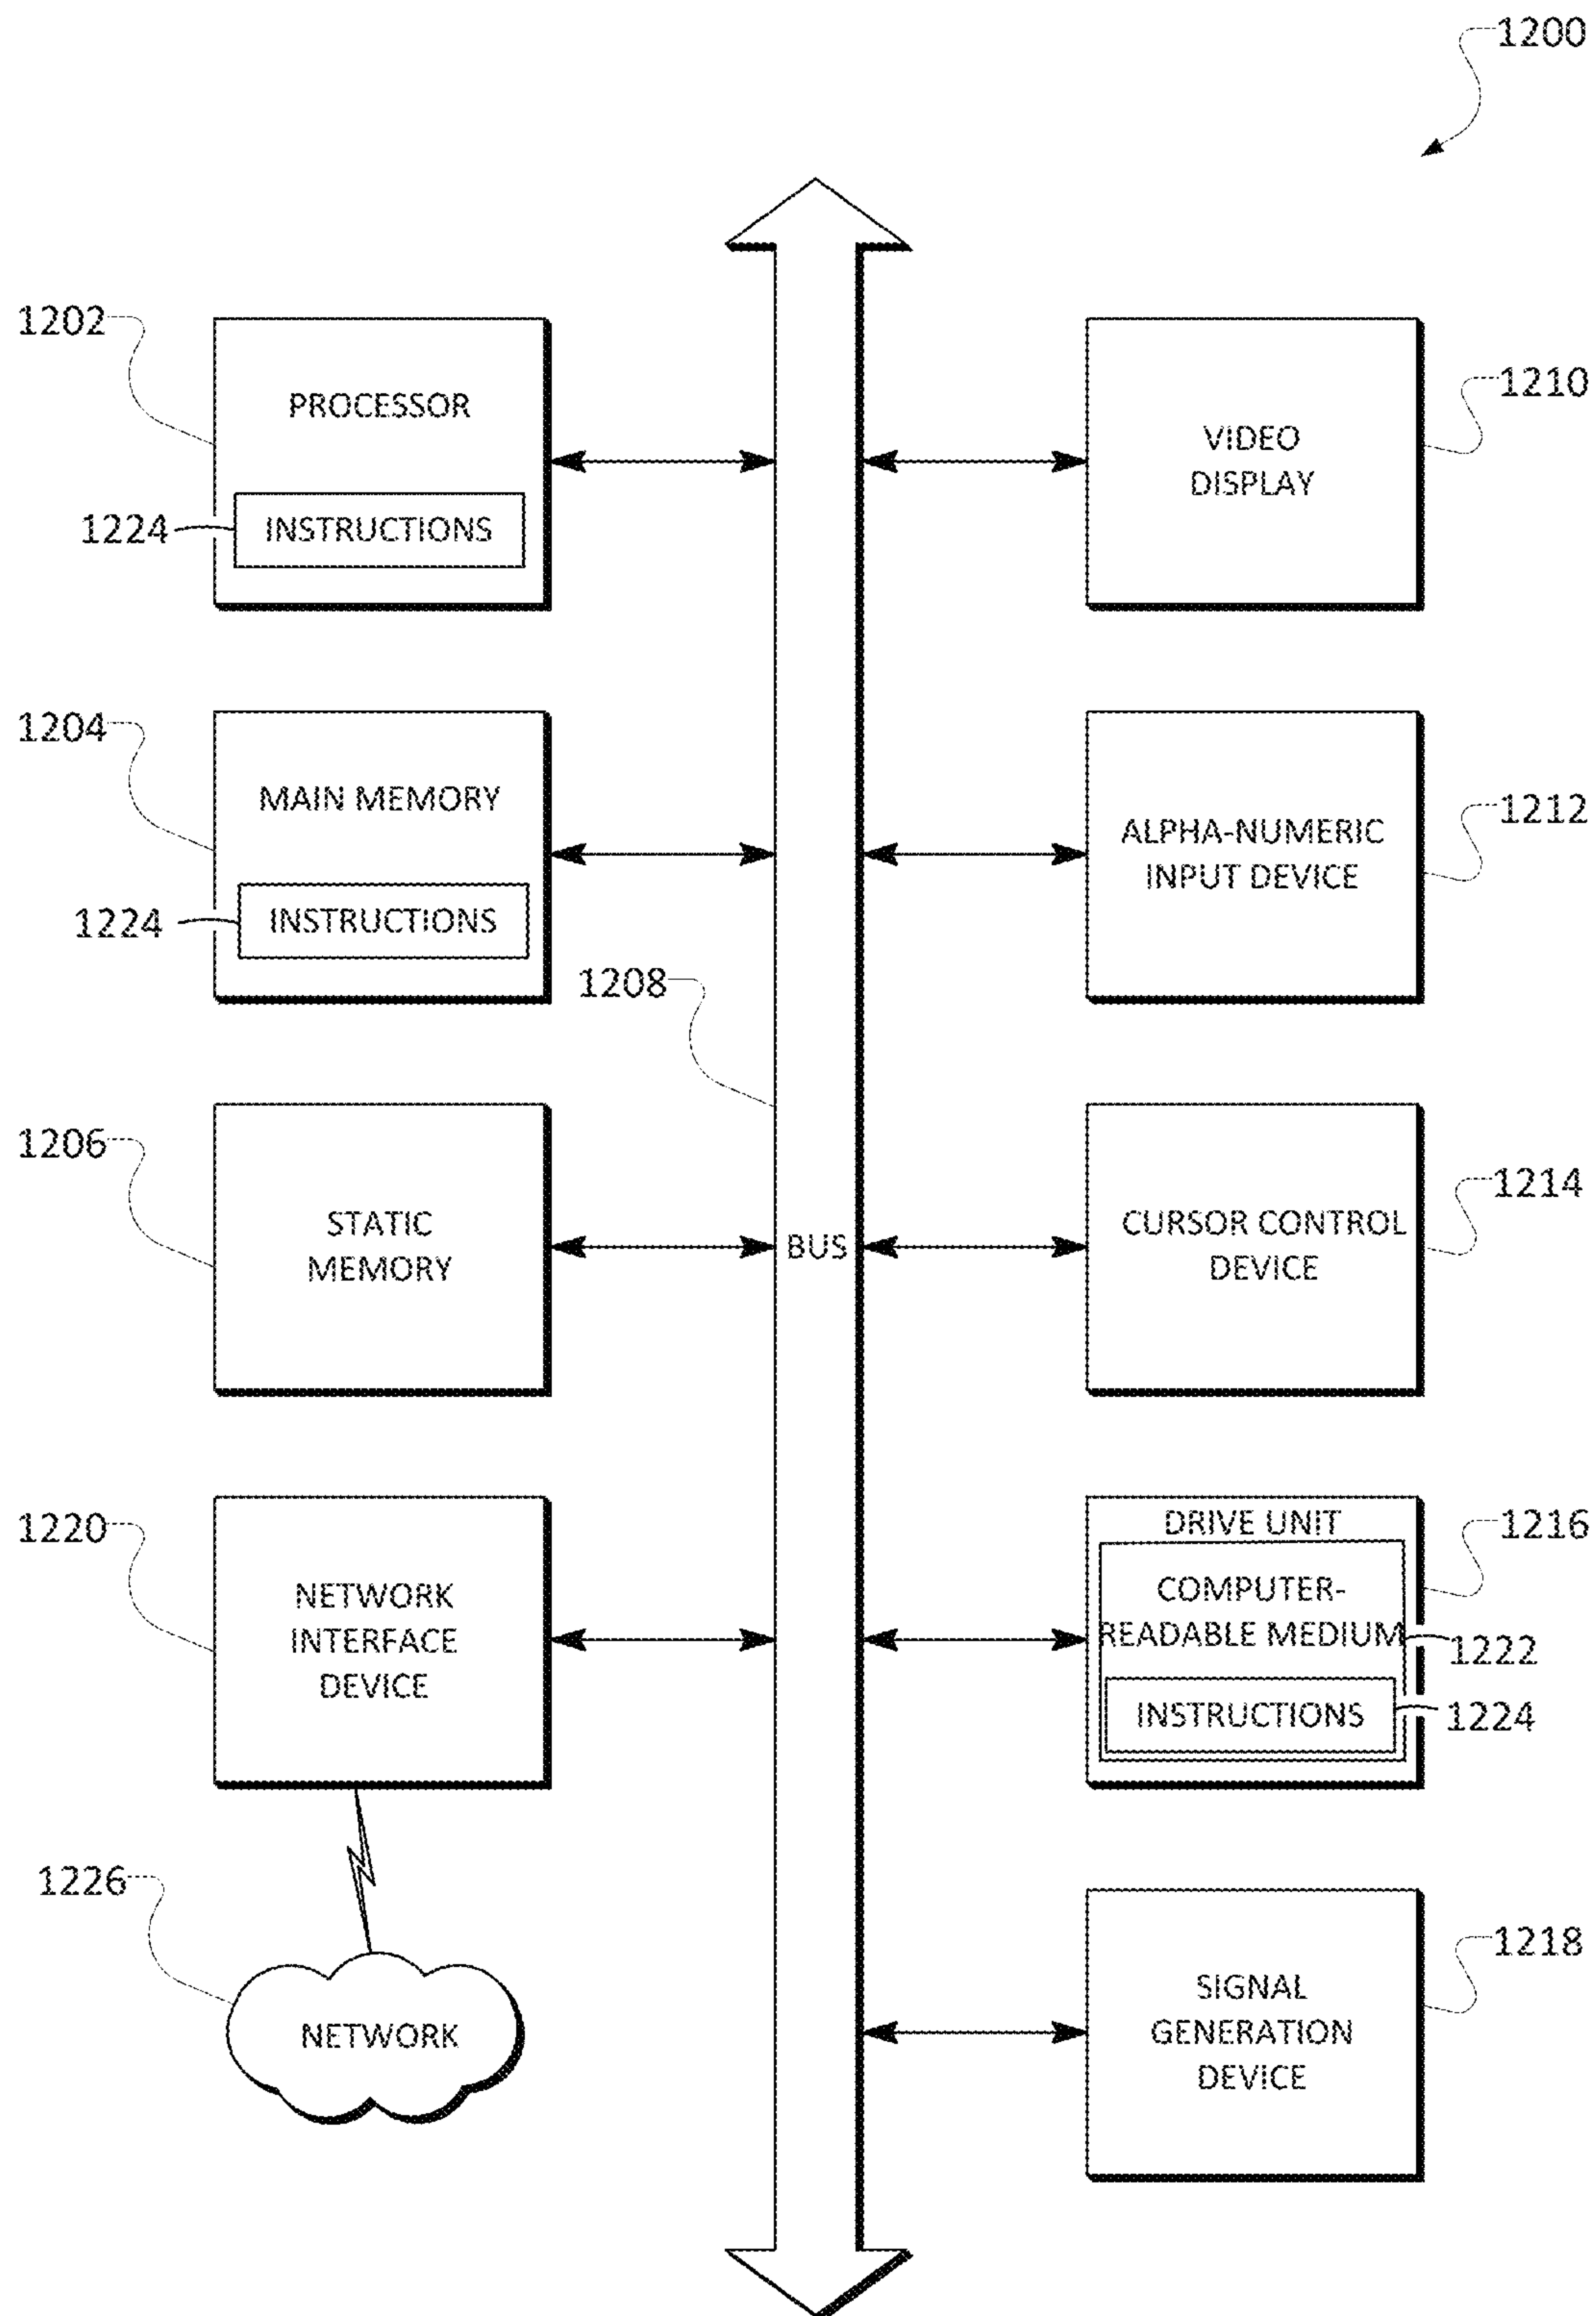 1200
1202
PROCESSOR
1224
INSTRUCTIONS
1210
VIDEO
DISPLAY
1204
MAIN MEMORY
1224
INSTRUCTIONS
1212
ALPHA-NUMERIC
INPUT DEVICE
1208
1206
STATIC
MEMORY
BUS
1214
CURSOR CONTROL
DEVICE
1220
NETWORK
INTERFACE
DEVICE
1216
DRIVE UNIT
COMPUTER-
READABLE MEDIUM
1222
INSTRUCTIONS
1224
1226
NETWORK
1218
SIGNAL
GENERATION
DEVICE